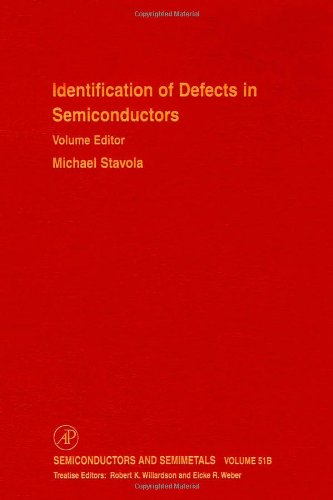 Identification of Defects in
Semiconductors
Volume Editor
Michael Stavola
AP
SEMICONDUCTORS AND SEMIMETALS VOLUME 51B
Treatise Editors: Robert K. Willardson and Eicke R. Weber